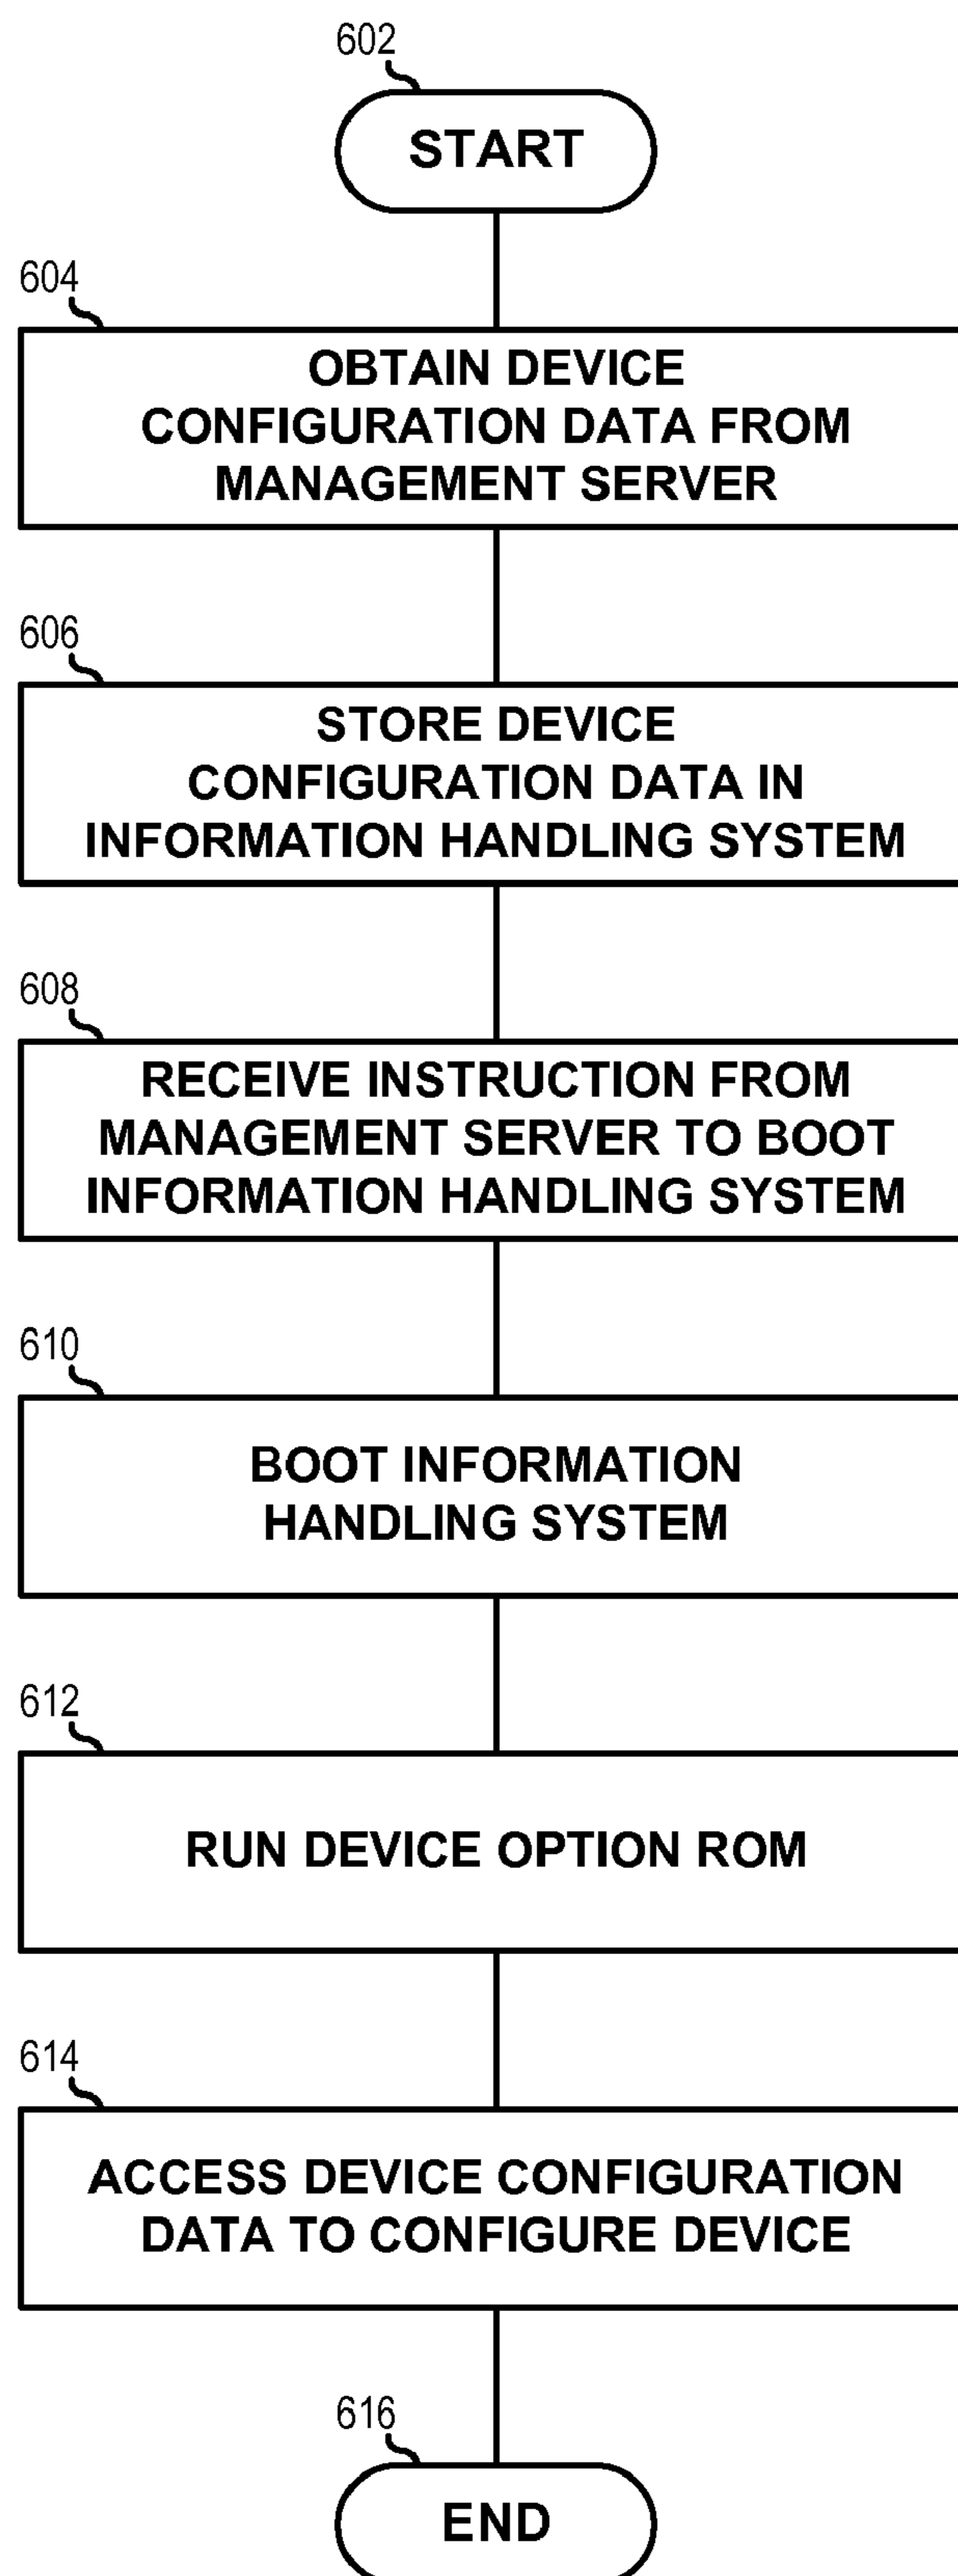 602
START
604
OBTAIN DEVICE
CONFIGURATION DATA FROM
MANAGEMENT SERVER
606
STORE DEVICE
CONFIGURATION DATA IN
INFORMATION HANDLING SYSTEM
608
RECEIVE INSTRUCTION FROM
MANAGEMENT SERVER TO BOOT
INFORMATION HANDLING SYSTEM
610
BOOT INFORMATION
HANDLING SYSTEM
612
RUN DEVICE OPTION ROM
614
ACCESS DEVICE CONFIGURATION
DATA TO CONFIGURE DEVICE
616
END